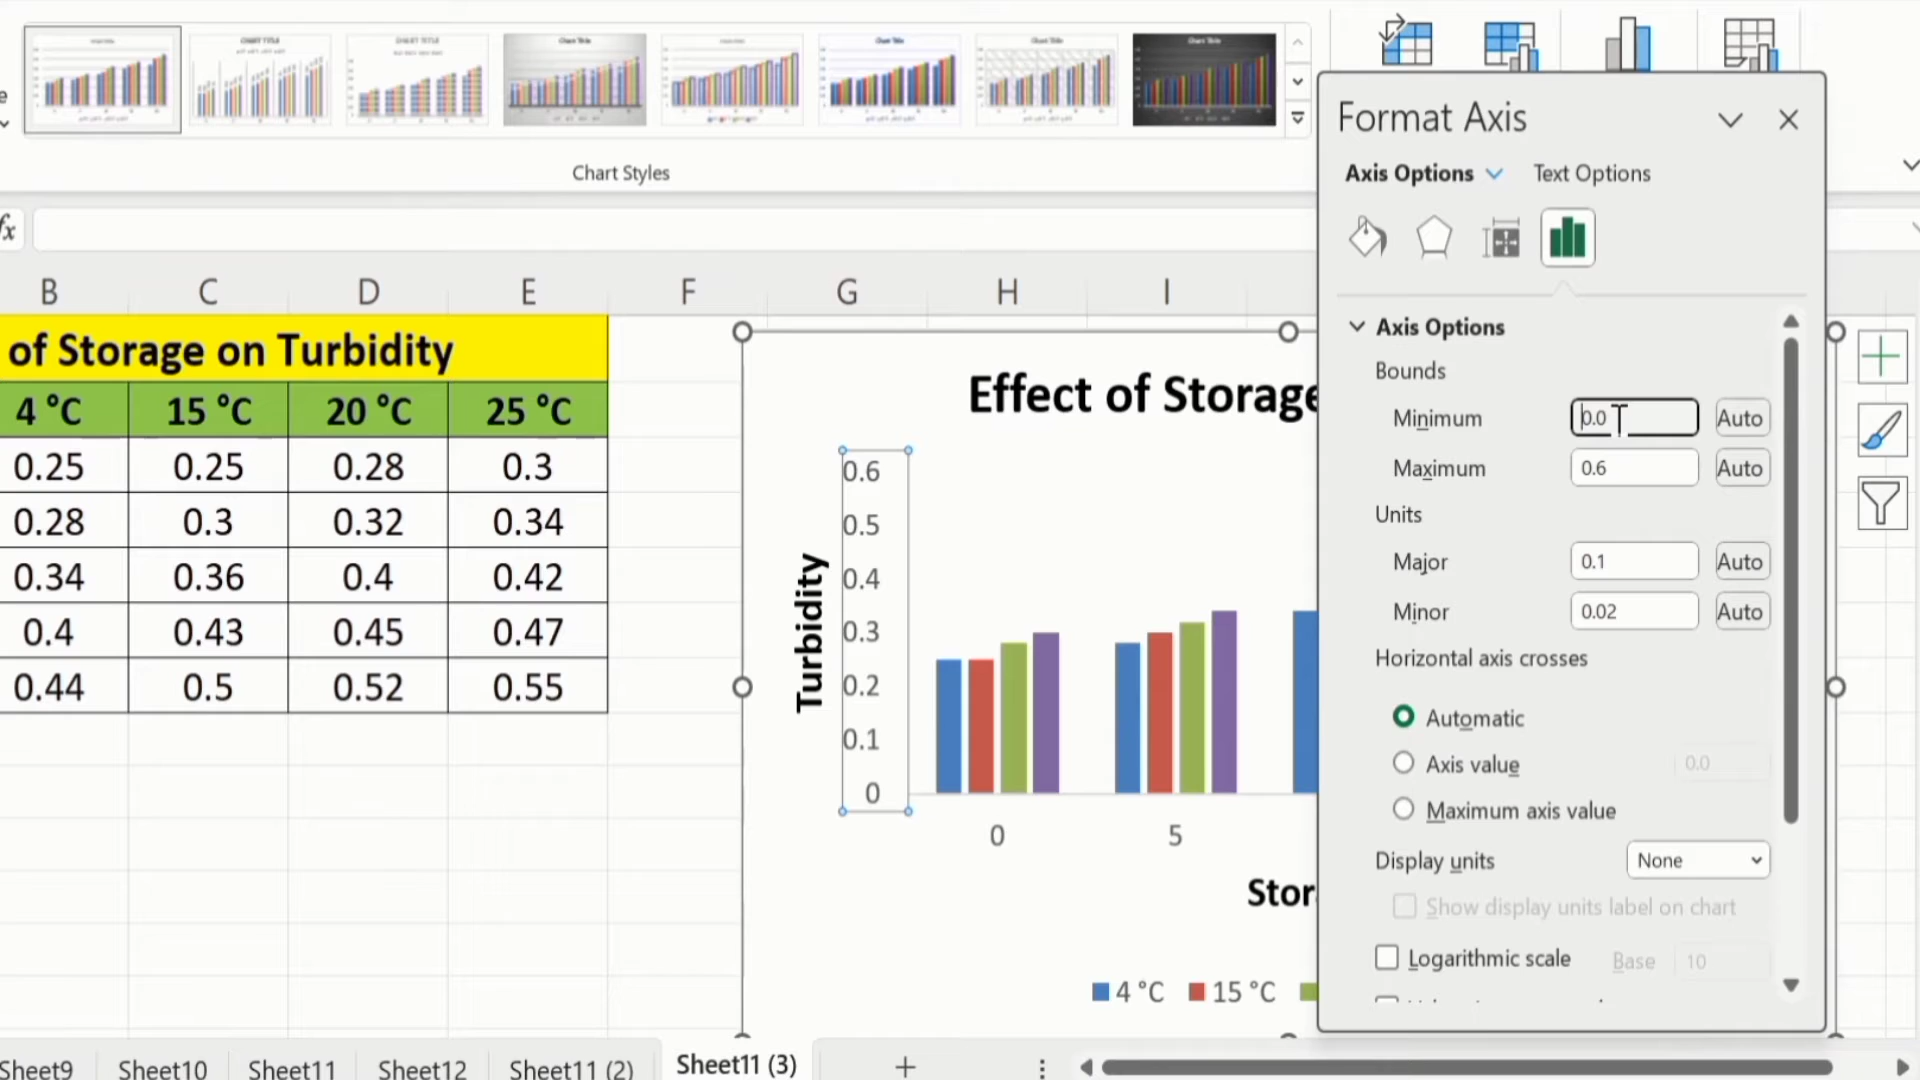 Chart Styles
fx
B C D E F G H I
of Storage on Turbidity
4 °C 15 °C 20 °C 25 °C
0.25 0.25 0.28 0.3
0.28 0.3 0.32 0.34
0.34 0.36 0.4 0.42
0.4 0.43 0.45 0.47
0.44 0.5 0.52 0.55
Effect of Storage
Turbidity
0.6
0.5
0.4
0.3
0.2
0.1
0
0 5
Stor
4 °C 15 °C
Format Axis
Axis Options Text Options
Axis Options
Bounds
Minimum 0.0 Auto
Maximum 0.6 Auto
Units
Major 0.1 Auto
Minor 0.02 Auto
Horizontal axis crosses
Automatic
Axis value 0.0
Maximum axis value
Display units None
Show display units label on chart
Logarithmic scale Base 10
Sheet9 Sheet10 Sheet11 Sheet12 Sheet11 (2) Sheet11 (3)